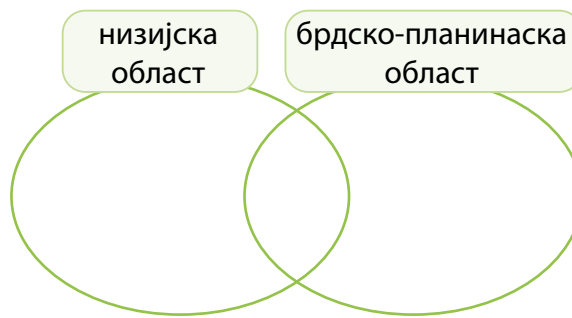 низијска
област
брдско-планинаска
област